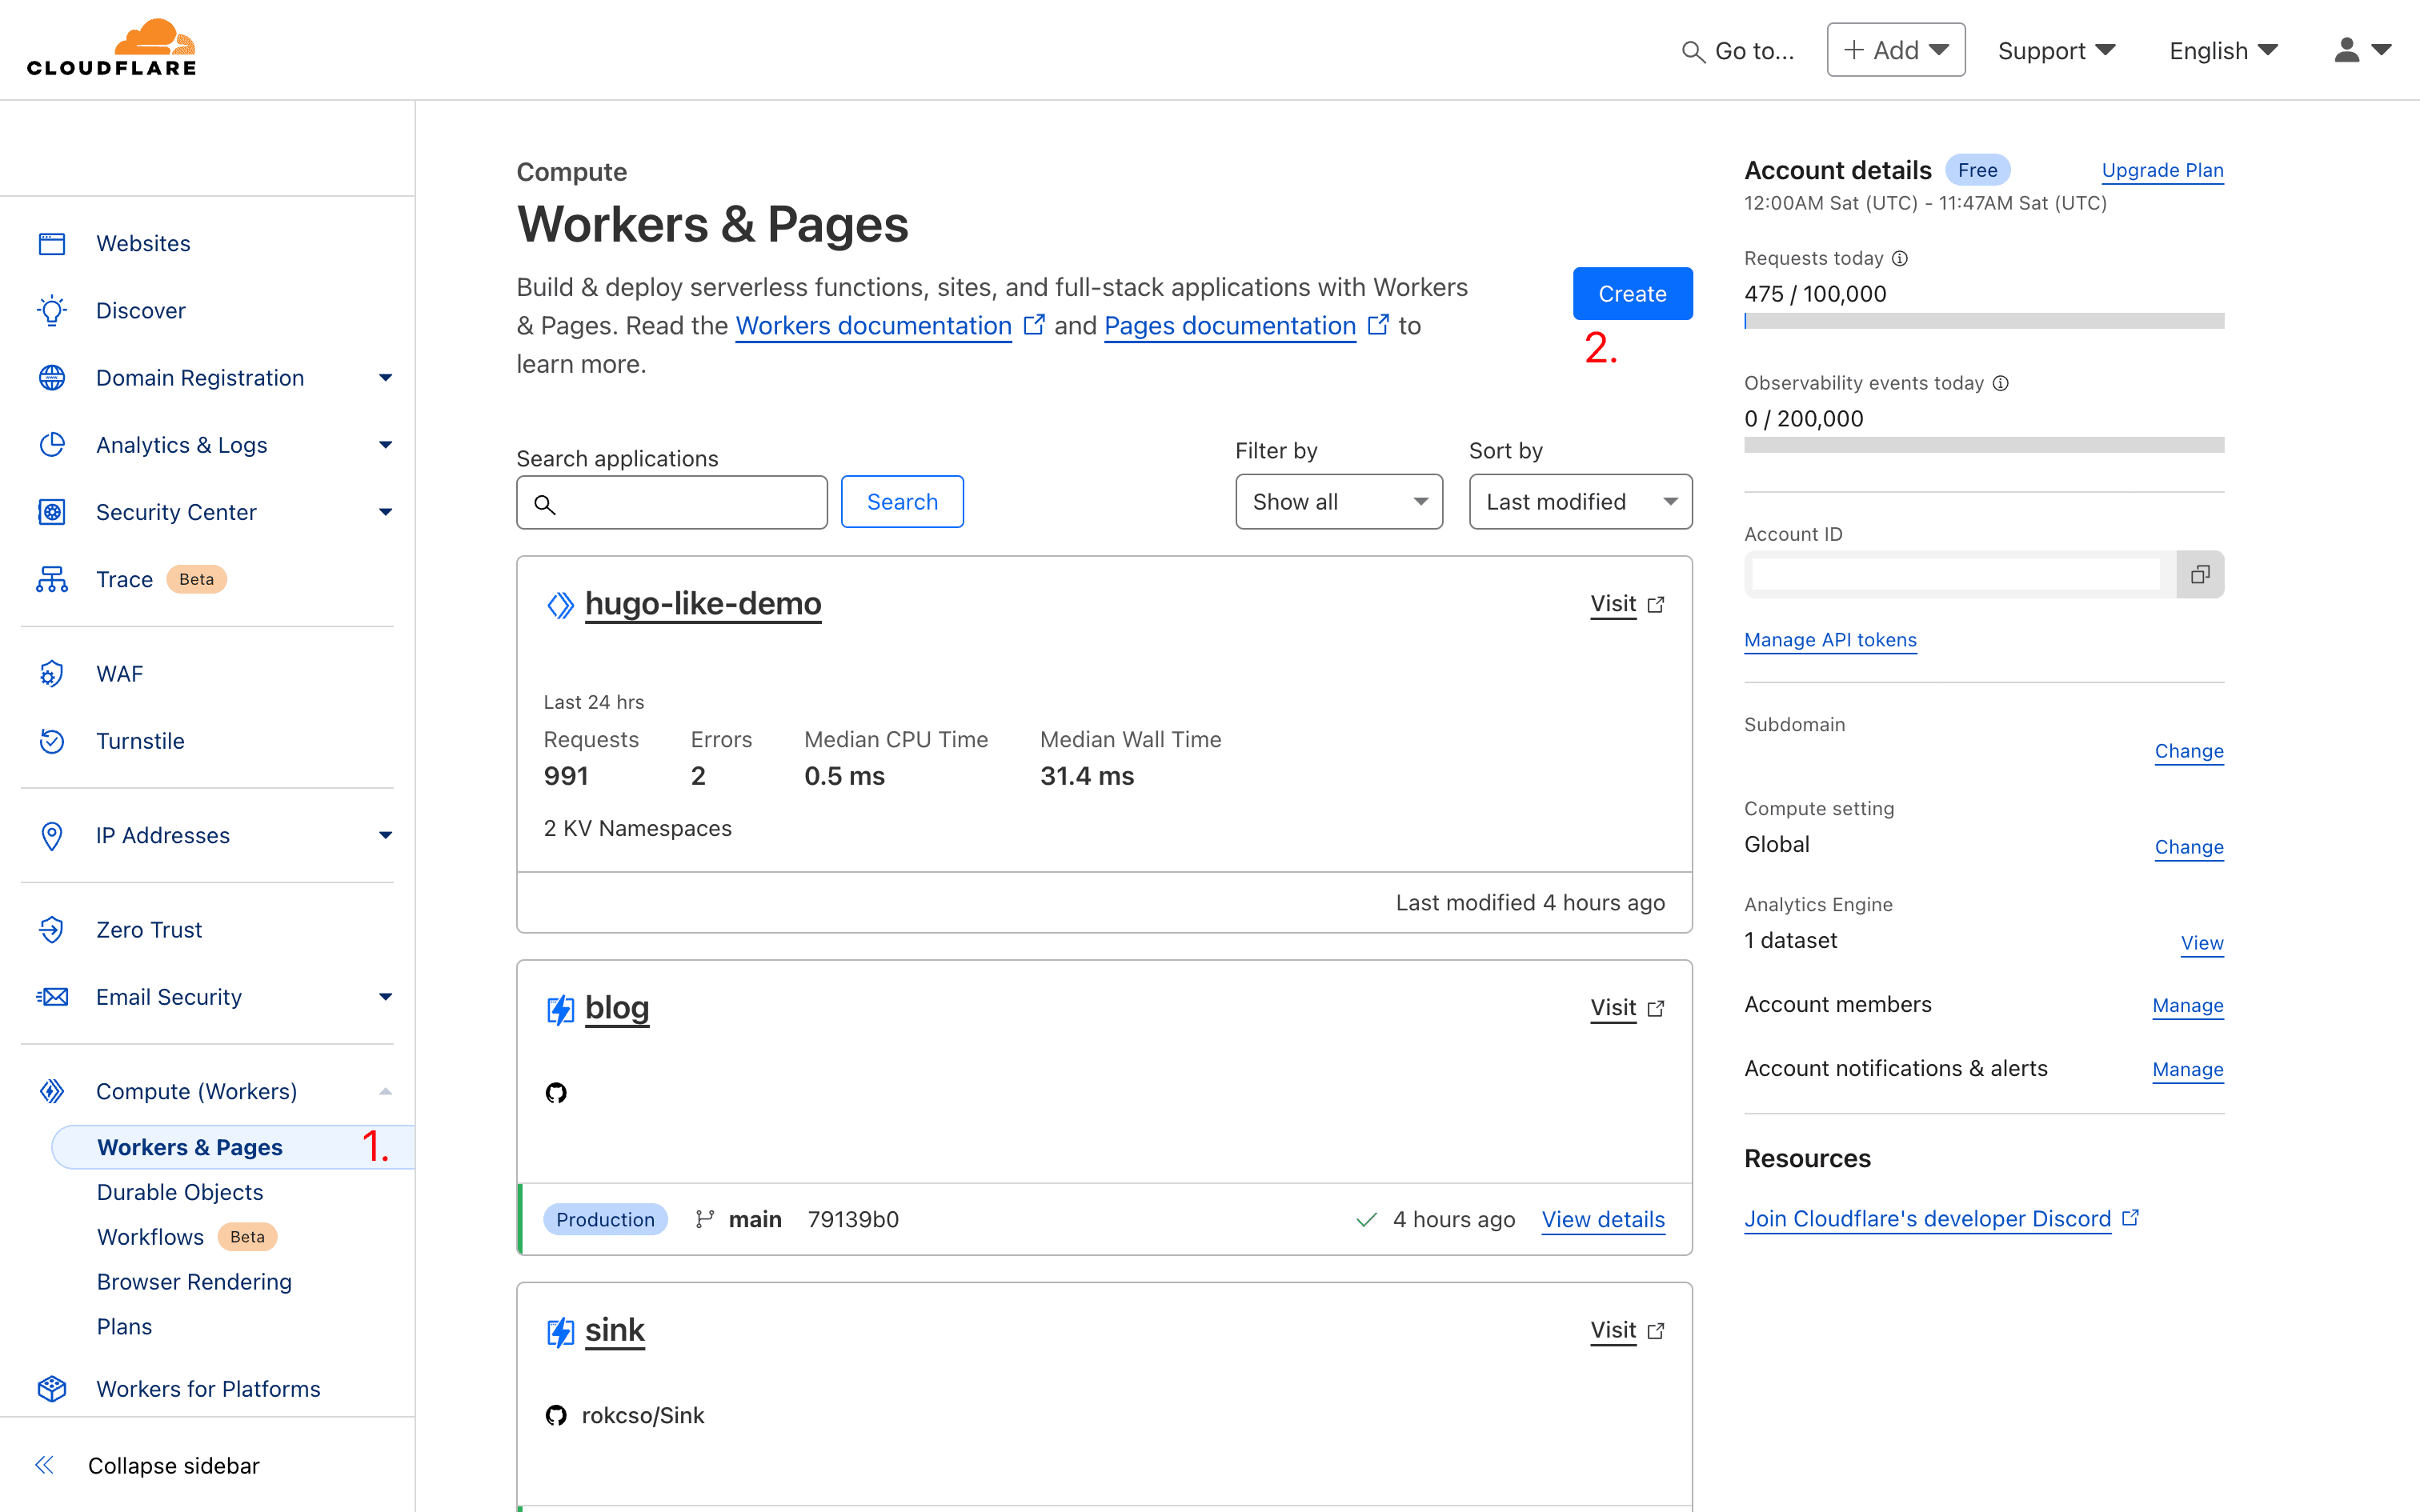 CLOUDFLARE
Go to...
Add
Support
English
Websites
Discover
Domain Registration
Analytics & Logs
Security Center
Trace Beta
WAF
Turnstile
IP Addresses
Zero Trust
Email Security
Compute (Workers)
Workers & Pages 1.
Durable Objects
Workflows Beta
Browser Rendering
Plans
Workers for Platforms
Collapse sidebar
Compute
Workers & Pages
Build & deploy serverless functions, sites, and full-stack applications with Workers
& Pages. Read the Workers documentation and Pages documentation to
learn more.
Create
2.
Search applications
Search
Filter by
Show all
Sort by
Last modified
hugo-like-demo
Visit
Last 24 hrs
Requests Errors Median CPU Time Median Wall Time
991 2 0.5 ms 31.4 ms
2 KV Namespaces
Last modified 4 hours ago
blog
Visit
Production main 79139b0 4 hours ago View details
sink
Visit
rokcso/Sink
Account details Free Upgrade Plan
12:00AM Sat (UTC) - 11:47AM Sat (UTC)
Requests today
475 / 100,000
Observability events today
0 / 200,000
Account ID
Manage API tokens
Subdomain
Change
Compute setting
Global Change
Analytics Engine
1 dataset View
Account members Manage
Account notifications & alerts Manage
Resources
Join Cloudflare's developer Discord